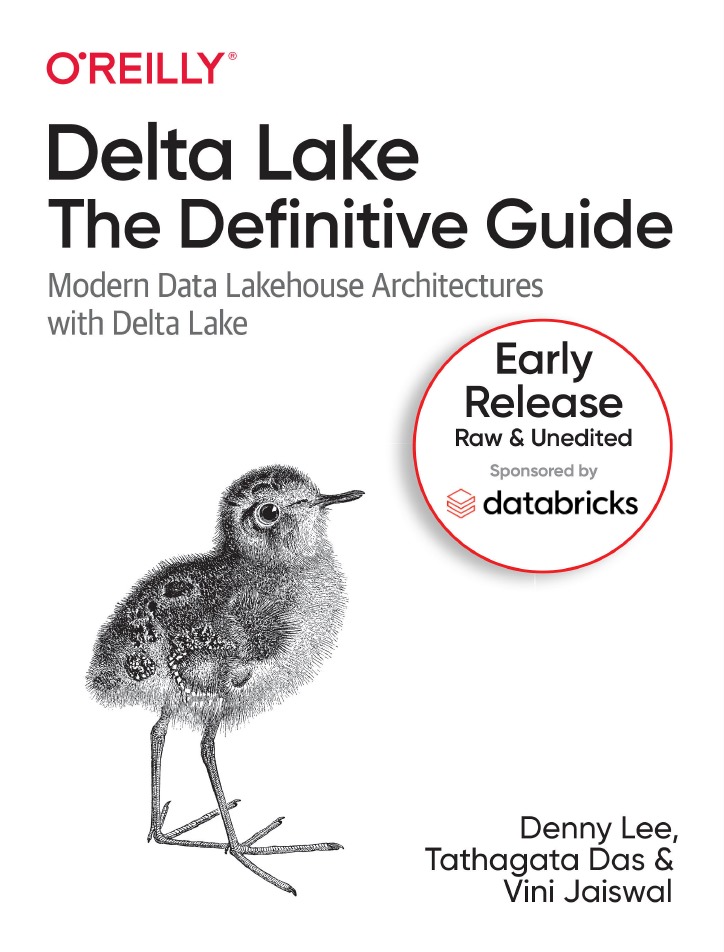 O'REILLY®
Delta Lake
The Definitive Guide
Modern Data Lakehouse Architectures
with Delta Lake
Early
Release
Raw & Unedited
Sponsored by
databricks
Denny Lee,
Tathagata Das &
Vini Jaiswal